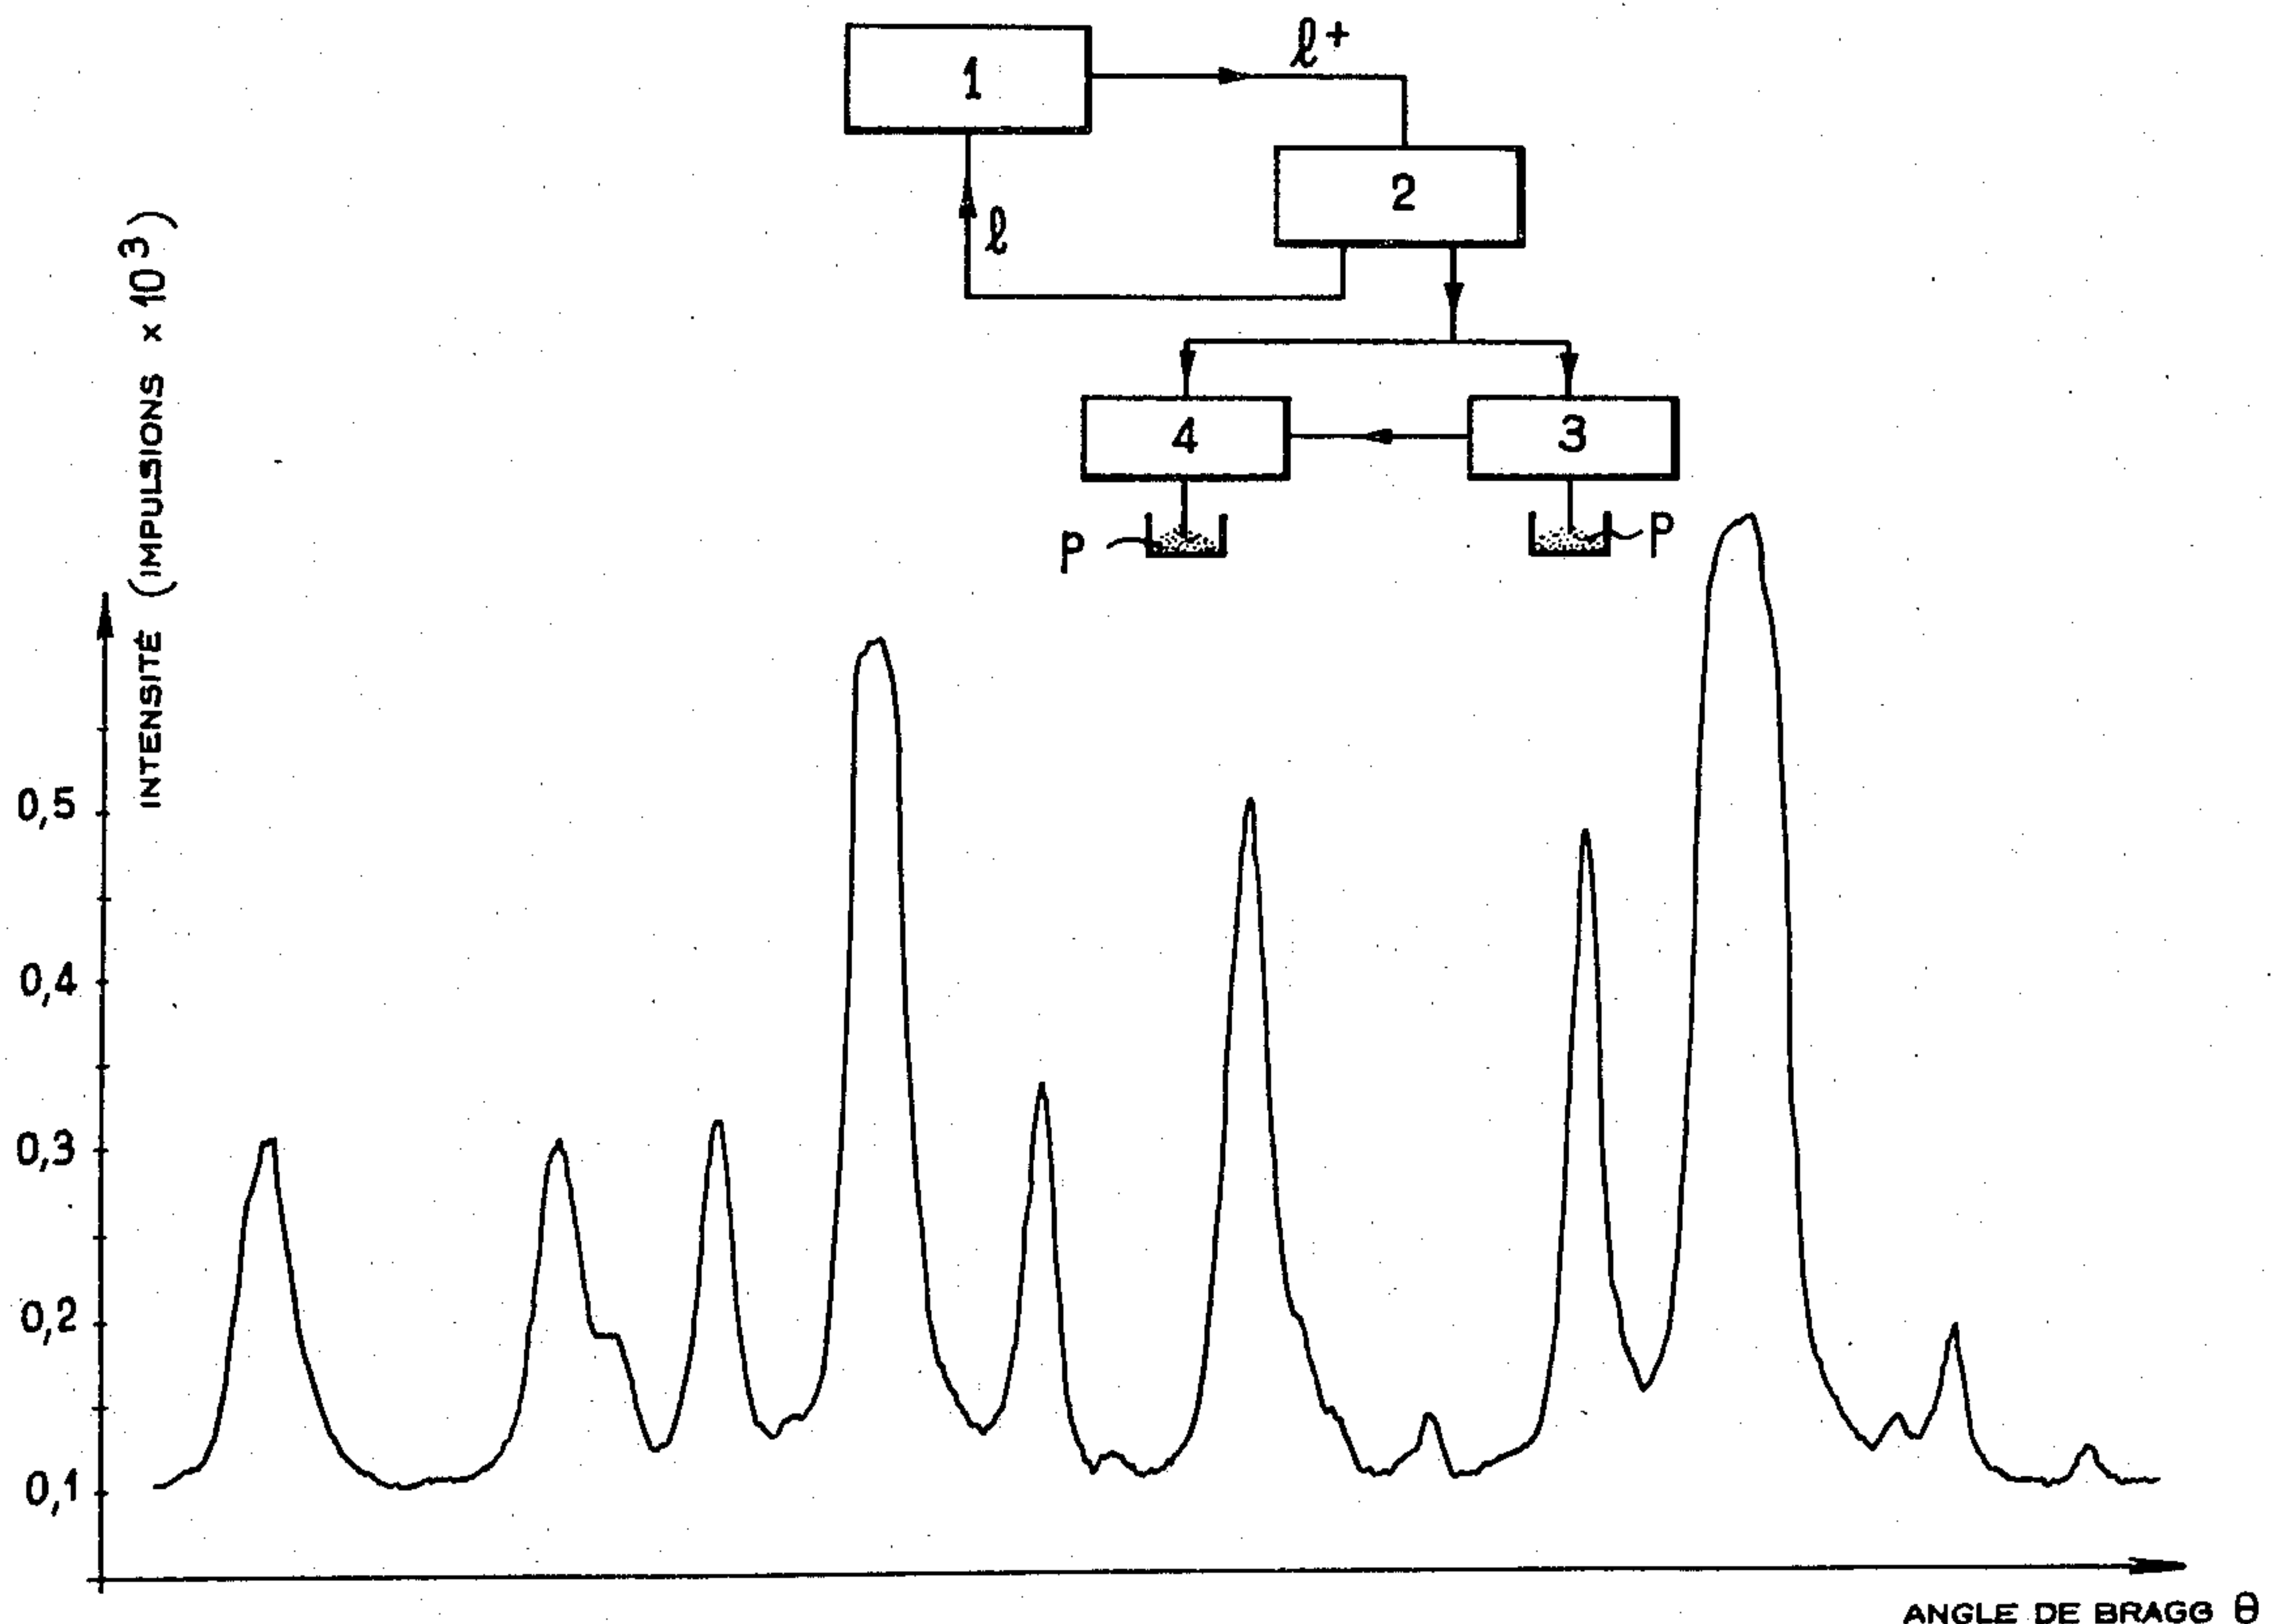 1
ℓ+
2
ℓ
4
3
P
P
INTENSITÉ (IMPULSIONS × 10³)
0,5
0,4
0,3
0,2
0,1
ANGLE DE BRAGG θ